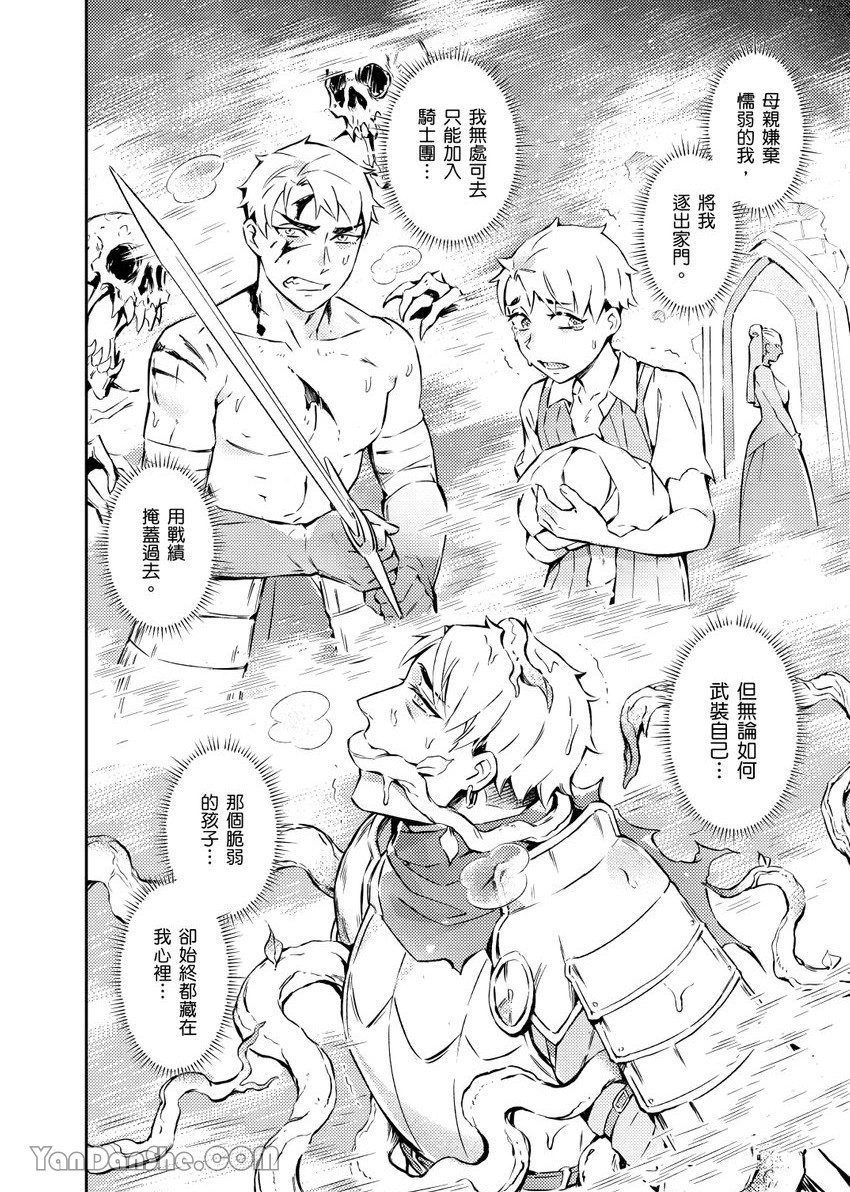 母親嫌棄
懦弱的我，
將我
逐出家門。
我無處可去
只能加入
騎士團…
用戰績
掩蓋過去。
但無論如何
武裝自己…
那個脆弱
的孩子…
卻始終都藏在
我心裡…
YanDanshe.com